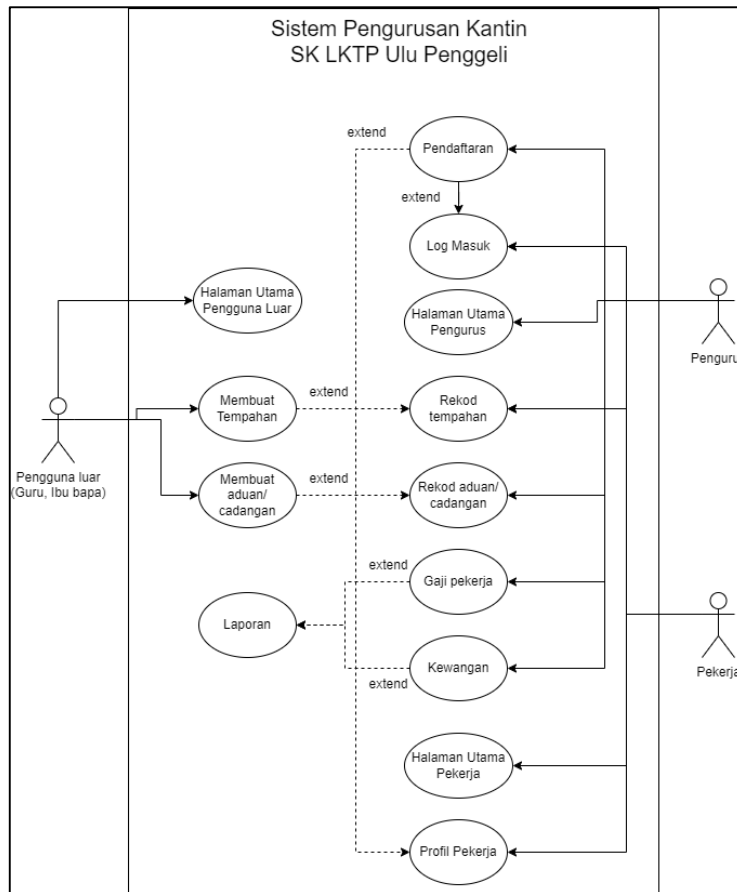 Sistem Pengurusan Kantin
SK LKTP Ulu Penggeli
extend
Pendaftaran
extend
Log Masuk
Halaman Utama
Pengguna Luar
Halaman Utama
Pengurus
Pengurus
Membuat
Tempahan
extend
Rekod
tempahan
Pengguna luar
(Guru, Ibu bapa)
Membuat
aduan/
cadangan
extend
Rekod aduan/
cadangan
extend
Gaji pekerja
Laporan
Kewangan
extend
Pekerja
Halaman Utama
Pekerja
Profil Pekerja